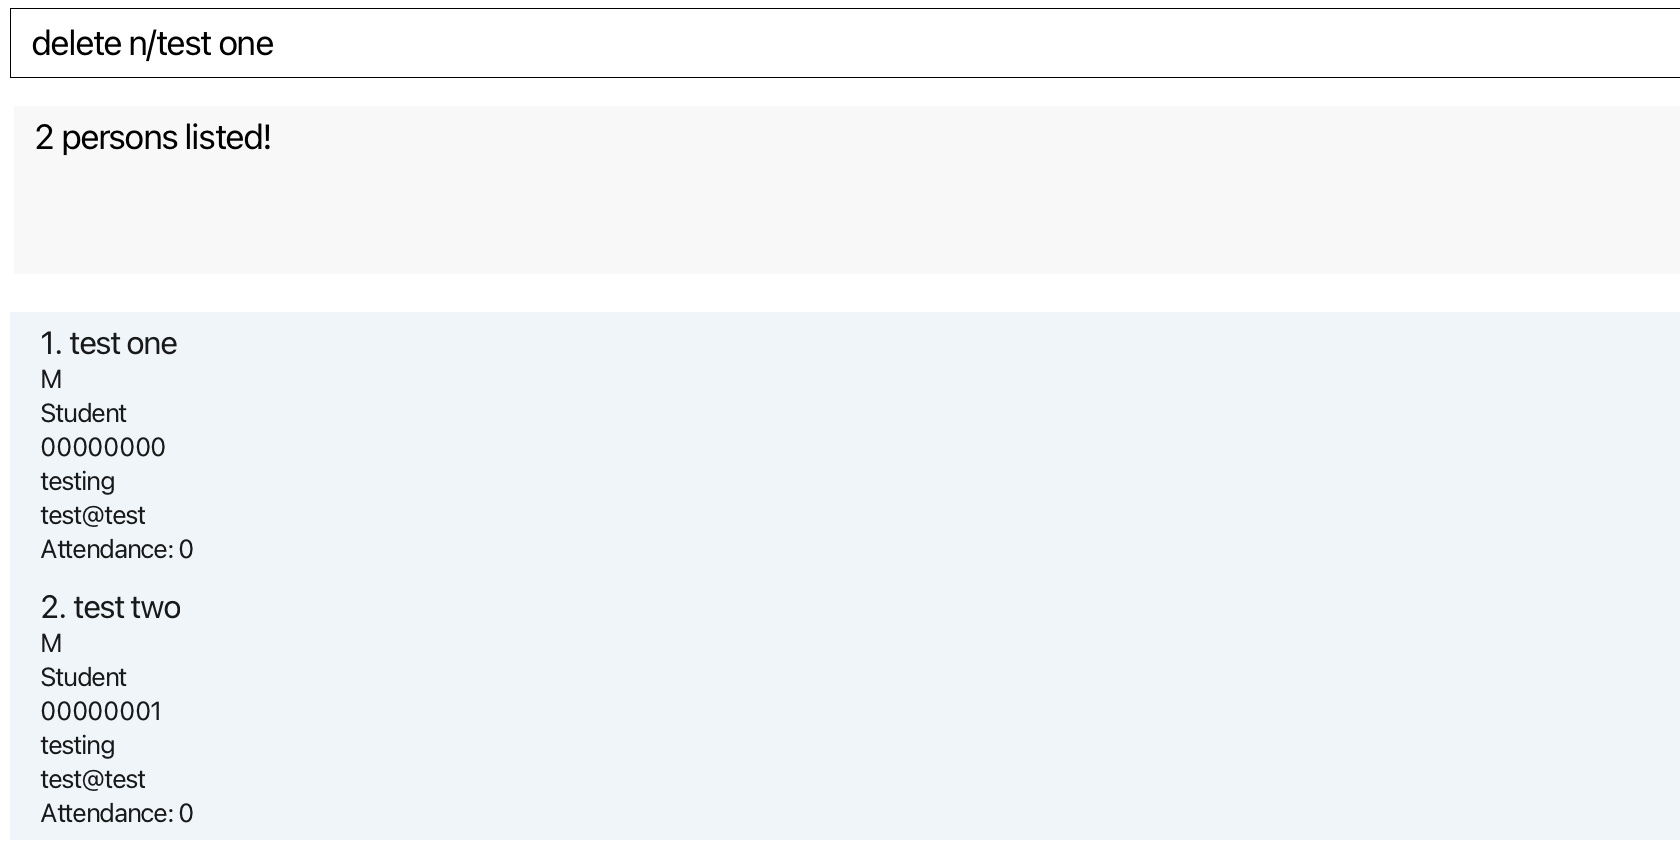 delete n/test one
2 persons listed!
1. test one
M
Student
00000000
testing
test@test
Attendance: 0
2. test two
M
Student
00000001
testing
test@test
Attendance: 0